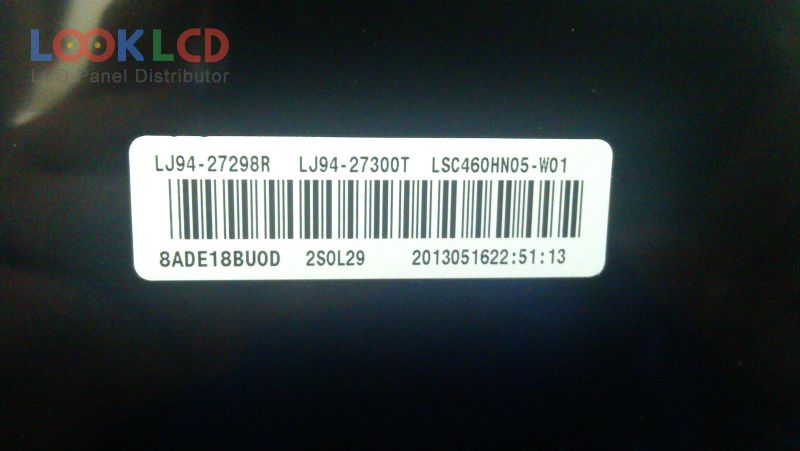 LOOKLCD
LCD Panel Distributor
LJ94-27298R LJ94-27300T LSC460HN05-W01
8ADE18BU0D 2S0L29 2013051622:51:13